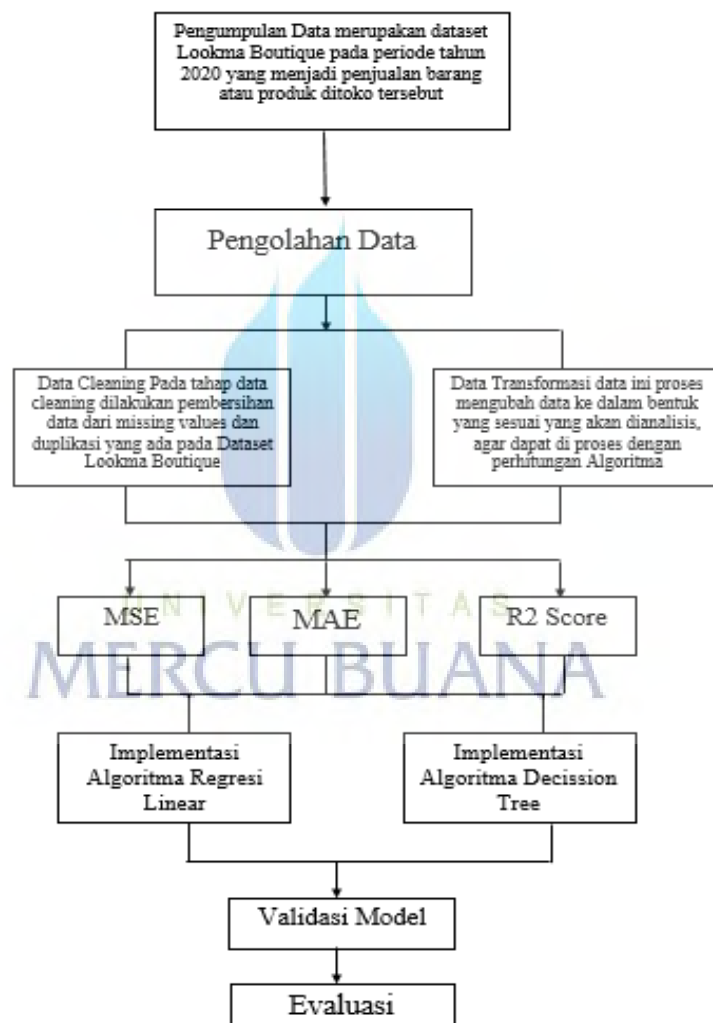 Pengumpulan Data merupakan dataset
Lookma Boutique pada periode tahun
2020 yang menjadi penjualan barang
atau produk ditoko tersebut
Pengolahan Data
Data Cleaning Pada tahap data
cleaning dilakukan pembersihan
data dari missing values dan
duplikasi yang ada pada Dataset
Lookma Boutique
Data Transformasi data ini proses
mengubah data ke dalam bentuk
yang sesuai yang akan dianalisis,
agar dapat di proses dengan
perhitungan Algoritma
UNIVERSITAS
MSE
MAE
R2 Score
MERCU BUANA
Implementasi
Algoritma Regresi
Linear
Implementasi
Algoritma Decission
Tree
Validasi Model
Evaluasi